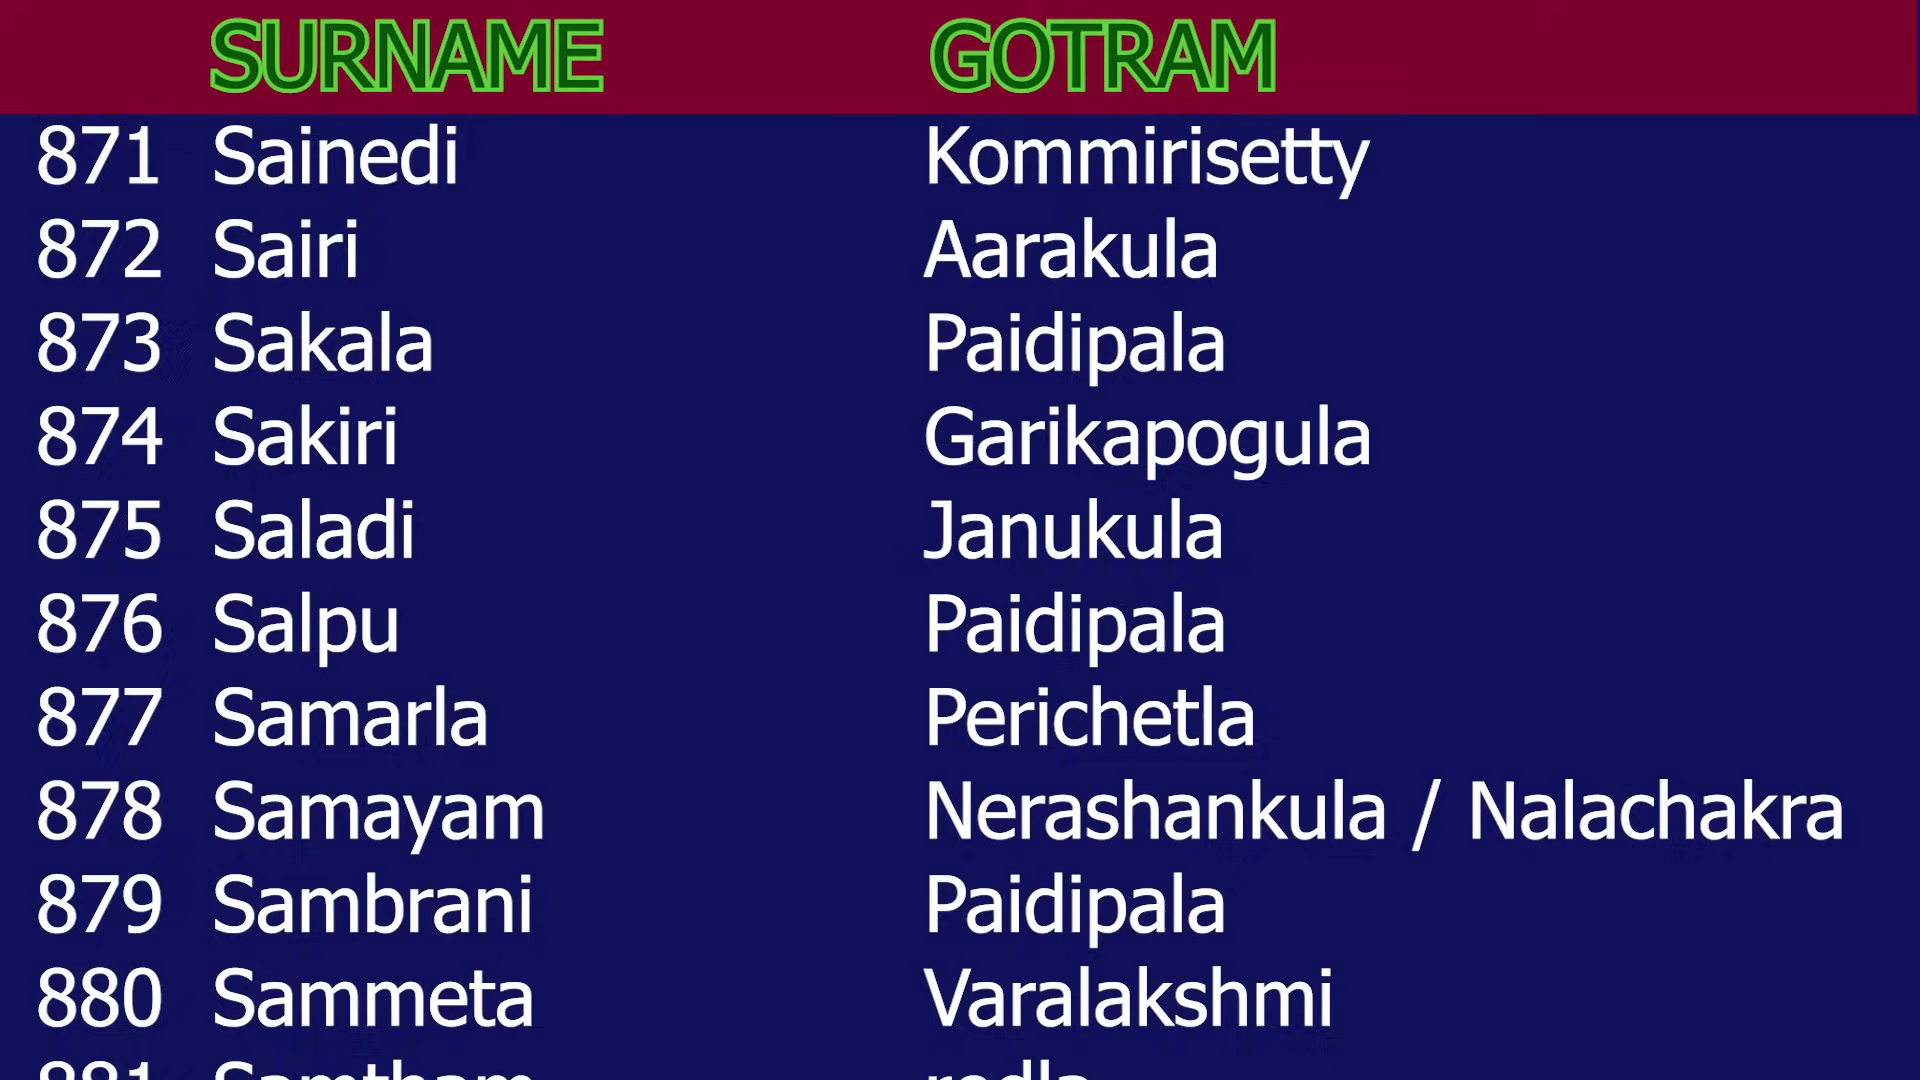 SURNAME GOTRAM
871 Sainedi Kommirisetty
872 Sairi Aarakula
873 Sakala Paidipala
874 Sakiri Garikapogula
875 Saladi Janukula
876 Salpu Paidipala
877 Samarla Perichetla
878 Samayam Nerashankula / Nalachakra
879 Sambrani Paidipala
880 Sammeta Varalakshmi
881